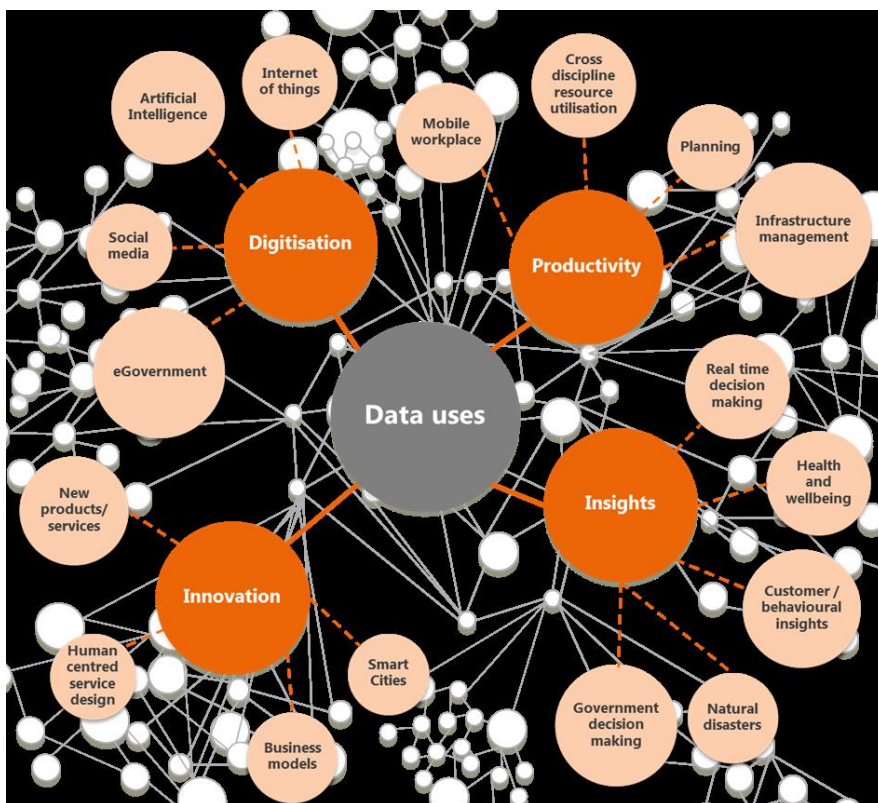 Artificial
Intelligence
Internet
of things
Social
media
Digitisation
eGovernment
Mobile
workplace
Cross
discipline
resource
utilisation
Planning
Infrastructure
management
Productivity
Data uses
Real time
decision
making
Health
and
wellbeing
Insights
Customer /
behavioural
insights
Government
decision
making
Natural
disasters
New
products/
services
Innovation
Human
centred
service
design
Business
models
Smart
Cities